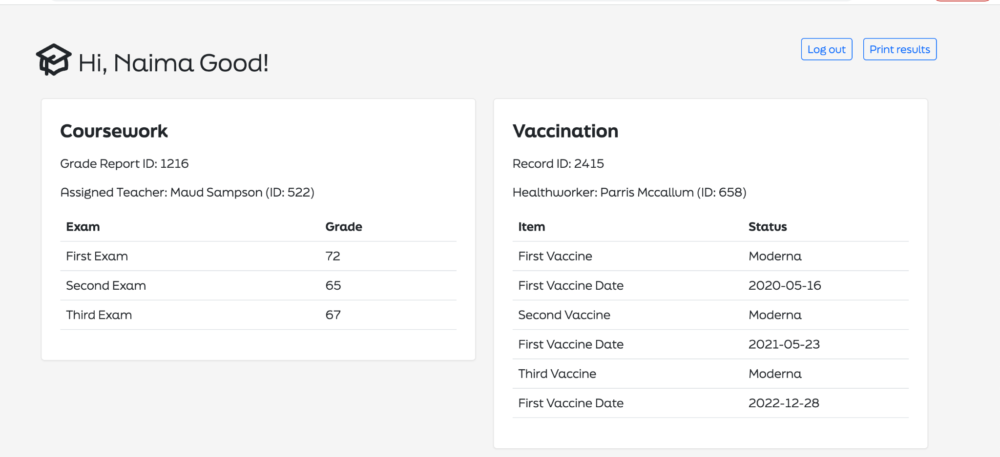 Hi, Naima Good!
Log out
Print results
Coursework
Grade Report ID: 1216
Assigned Teacher: Maud Sampson (ID: 522)
Exam Grade
First Exam 72
Second Exam 65
Third Exam 67
Vaccination
Record ID: 2415
Healthworker: Parris Mccallum (ID: 658)
Item Status
First Vaccine Moderna
First Vaccine Date 2020-05-16
Second Vaccine Moderna
First Vaccine Date 2021-05-23
Third Vaccine Moderna
First Vaccine Date 2022-12-28